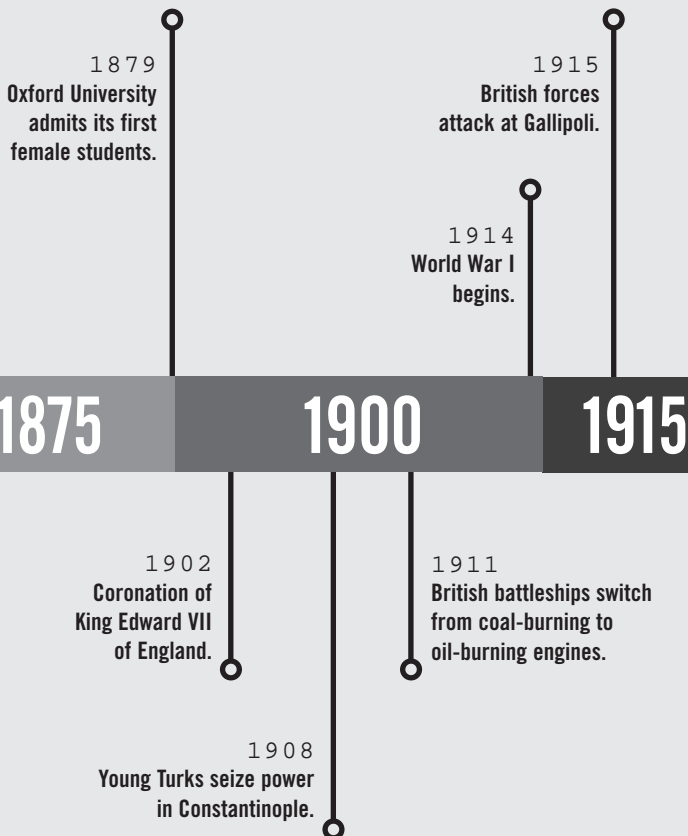 1879
Oxford University
admits its first
female students.
1915
British forces
attack at Gallipoli.
1914
World War I
begins.
1875
1900
1915
1902
Coronation of
King Edward VII
of England.
1911
British battleships switch
from coal-burning to
oil-burning engines.
1908
Young Turks seize power
in Constantinople.